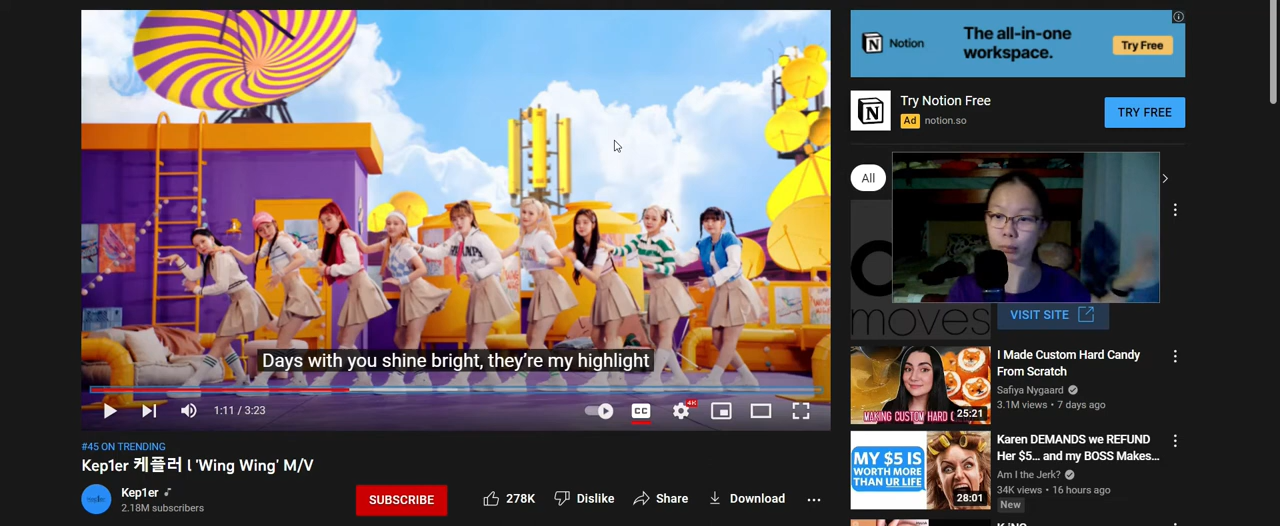 Days with you shine bright, they're my highlight
1:11 / 3:23
CC
4K
#45 ON TRENDING
Kep1er 케플러 l 'Wing Wing' M/V
Kep1er
2.18M subscribers
SUBSCRIBE
278K
Dislike
Share
Download
Notion
The all-in-one
workspace.
Try Free
Try Notion Free
Ad notion.so
TRY FREE
All
moves
VISIT SITE
MAKING CUSTOM HARD C
25:21
I Made Custom Hard Candy
From Scratch
Safiya Nygaard
3.1M views • 7 days ago
MY $5 IS
WORTH MORE
THAN UR LIFE
28:01
Karen DEMANDS we REFUND
Her $5... and my BOSS Makes...
Am I the Jerk?
34K views • 16 hours ago
New